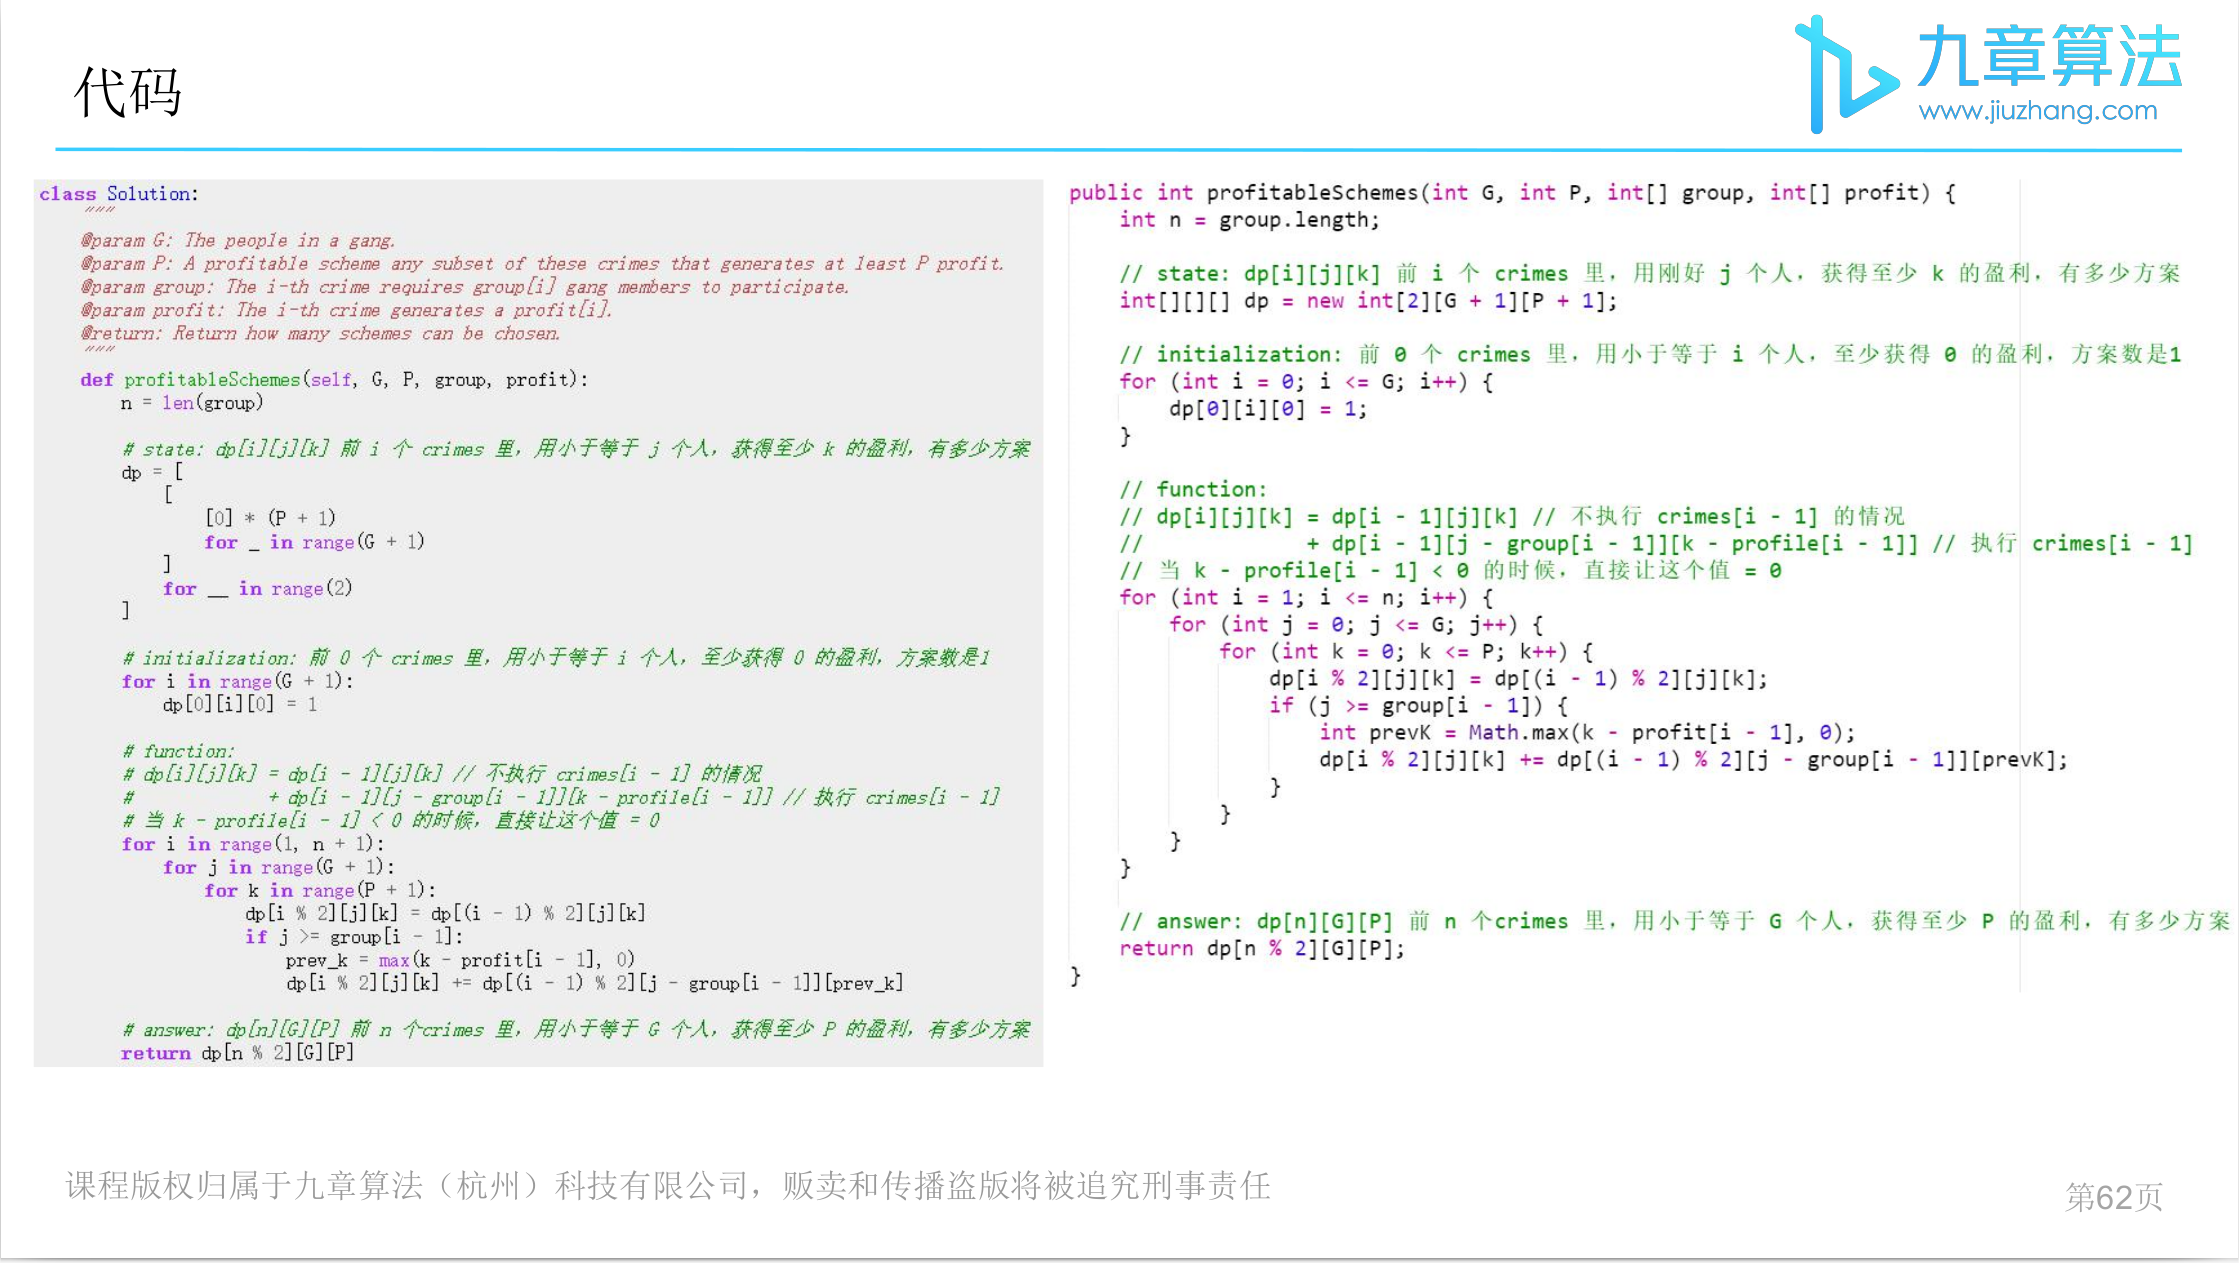 代码
九章算法
www.jiuzhang.com
class Solution:
"""
@param G: The people in a gang.
@param P: A profitable scheme any subset of these crimes that generates at least P profit.
@param group: The i-th crime requires group[i] gang members to participate.
@param profit: The i-th crime generates a profit[i].
@return: Return how many schemes can be chosen.
"""
def profitableSchemes(self, G, P, group, profit):
n = len(group)
# state: dp[i][j][k] 前 i 个 crimes 里，用小于等于 j 个人，获得至少 k 的盈利，有多少方案
dp = [
[
[0] * (P + 1)
for _ in range(G + 1)
]
for __ in range(2)
]
# initialization: 前 0 个 crimes 里，用小于等于 i 个人，至少获得 0 的盈利，方案数是1
for i in range(G + 1):
dp[0][i][0] = 1
# function:
# dp[i][j][k] = dp[i - 1][j][k] // 不执行 crimes[i - 1] 的情况
# + dp[i - 1][j - group[i - 1]][k - profile[i - 1]] // 执行 crimes[i - 1]
# 当 k - profile[i - 1] < 0 的时候，直接让这个值 = 0
for i in range(1, n + 1):
for j in range(G + 1):
for k in range(P + 1):
dp[i % 2][j][k] = dp[(i - 1) % 2][j][k]
if j >= group[i - 1]:
prev_k = max(k - profit[i - 1], 0)
dp[i % 2][j][k] += dp[(i - 1) % 2][j - group[i - 1]][prev_k]
# answer: dp[n][G][P] 前 n 个crimes 里，用小于等于 G 个人，获得至少 P 的盈利，有多少方案
return dp[n % 2][G][P]
public int profitableSchemes(int G, int P, int[] group, int[] profit) {
int n = group.length;
// state: dp[i][j][k] 前 i 个 crimes 里，用刚好 j 个人，获得至少 k 的盈利，有多少方案
int[][][] dp = new int[2][G + 1][P + 1];
// initialization: 前 0 个 crimes 里，用小于等于 i 个人，至少获得 0 的盈利，方案数是1
for (int i = 0; i <= G; i++) {
dp[0][i][0] = 1;
}
// function:
// dp[i][j][k] = dp[i - 1][j][k] // 不执行 crimes[i - 1] 的情况
// + dp[i - 1][j - group[i - 1]][k - profile[i - 1]] // 执行 crimes[i - 1]
// 当 k - profile[i - 1] < 0 的时候，直接让这个值 = 0
for (int i = 1; i <= n; i++) {
for (int j = 0; j <= G; j++) {
for (int k = 0; k <= P; k++) {
dp[i % 2][j][k] = dp[(i - 1) % 2][j][k];
if (j >= group[i - 1]) {
int prevK = Math.max(k - profit[i - 1], 0);
dp[i % 2][j][k] += dp[(i - 1) % 2][j - group[i - 1]][prevK];
}
}
}
}
// answer: dp[n][G][P] 前 n 个crimes 里，用小于等于 G 个人，获得至少 P 的盈利，有多少方案
return dp[n % 2][G][P];
}
课程版权归属于九章算法（杭州）科技有限公司，贩卖和传播盗版将被追究刑事责任
第62页